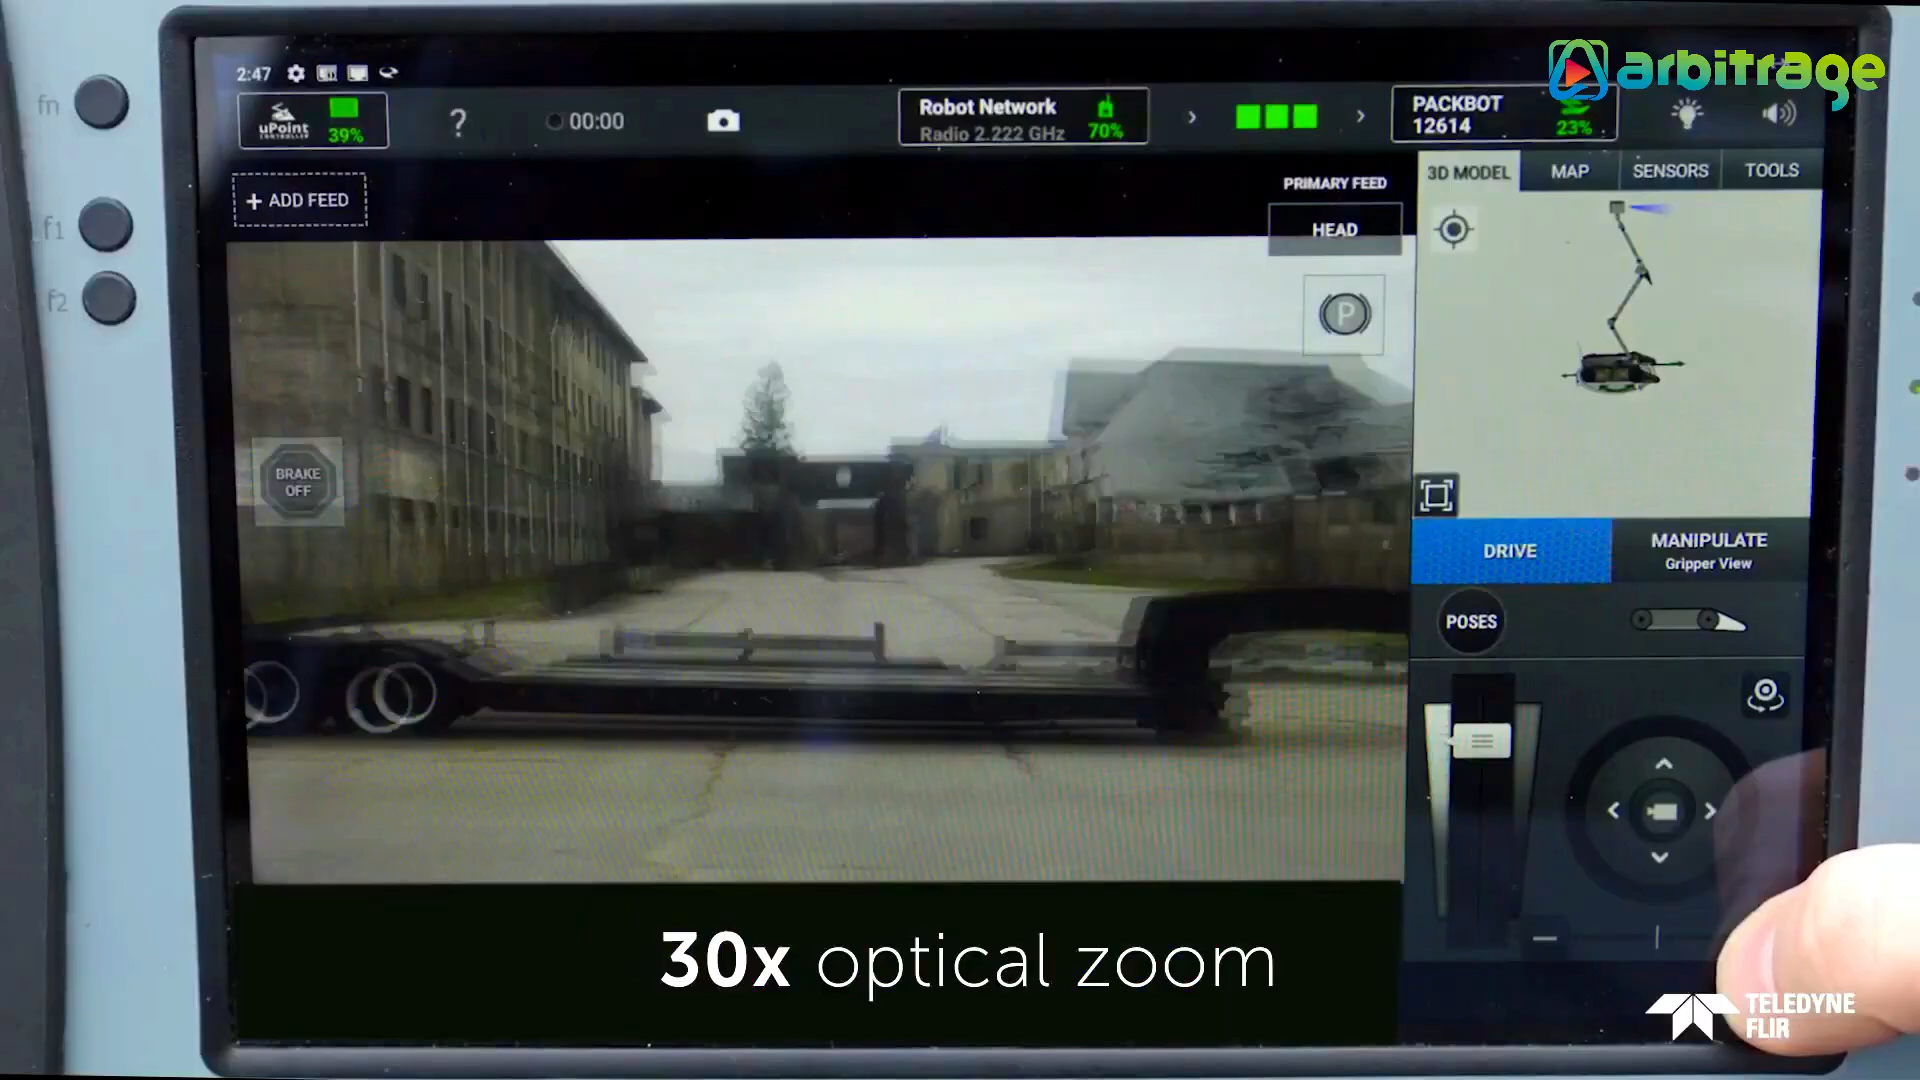 arbitrage
fn
f1
f2
2:47
uPoint
39%
?
00:00
Robot Network
Radio 2.222 GHz
70%
PACKBOT
12614
23%
+ ADD FEED
PRIMARY FEED
HEAD
P
BRAKE
OFF
3D MODEL
MAP
SENSORS
TOOLS
DRIVE
MANIPULATE
Gripper View
POSES
30x optical zoom
TELEDYNE
FLIR